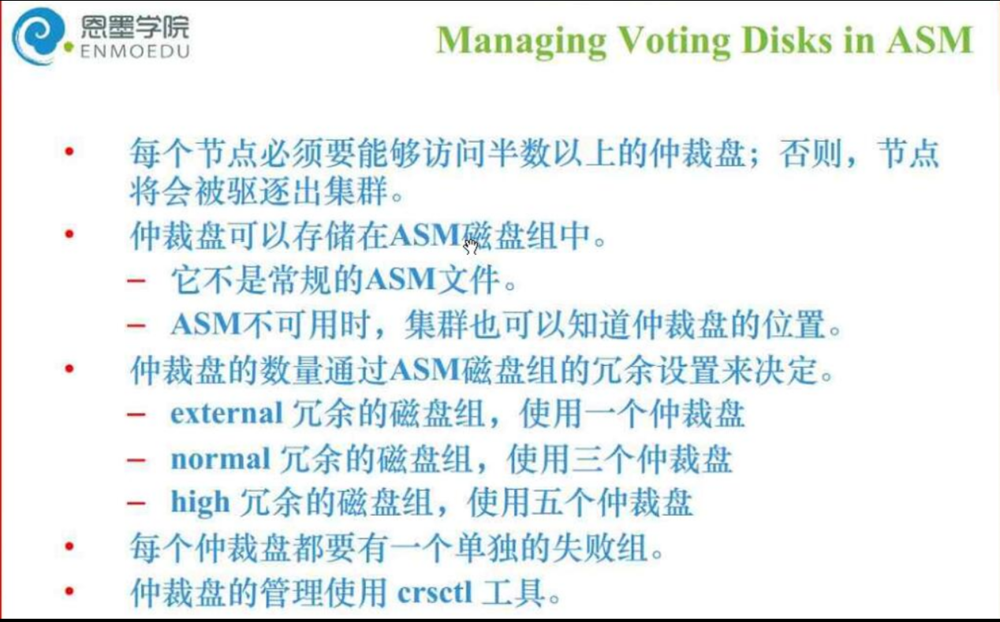 恩墨学院
ENMOEDU
Managing Voting Disks in ASM
• 每个节点必须要能够访问半数以上的仲裁盘；否则，节点
将会被驱逐出集群。
• 仲裁盘可以存储在ASM磁盘组中。
– 它不是常规的ASM文件。
– ASM不可用时，集群也可以知道仲裁盘的位置。
• 仲裁盘的数量通过ASM磁盘组的冗余设置来决定。
– external 冗余的磁盘组，使用一个仲裁盘
– normal 冗余的磁盘组，使用三个仲裁盘
– high 冗余的磁盘组，使用五个仲裁盘
• 每个仲裁盘都要有一个单独的失败组。
• 仲裁盘的管理使用 crsctl 工具。